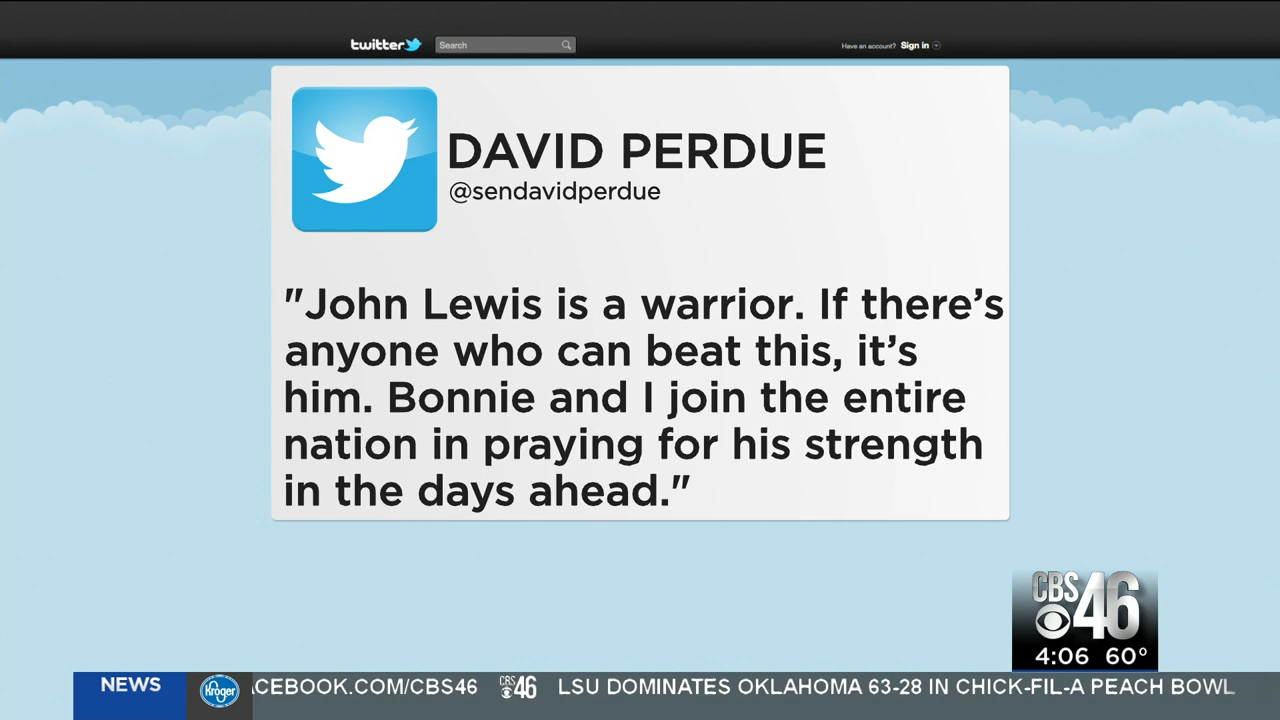 twitter
Search
Have an account? Sign in
DAVID PERDUE
@sendavidperdue
"John Lewis is a warrior. If there’s
anyone who can beat this, it’s
him. Bonnie and I join the entire
nation in praying for his strength
in the days ahead."
CBS 46
4:06 60°
NEWS Kroger CEBOOK.COM/CBS46 CBS 46 LSU DOMINATES OKLAHOMA 63-28 IN CHICK-FIL-A PEACH BOWL